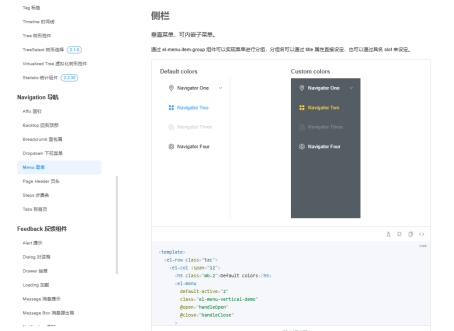 Tag 标签
Timeline 时间线
Tree 树形控件
TreeSelect 树形选择 2.1.8
Virtualized Tree 虚拟化树形控件
Statistic 统计组件 2.2.30
Navigation 导航
Affix 固钉
Backtop 回到顶部
Breadcrumb 面包屑
Dropdown 下拉菜单
Menu 菜单
Page Header 页头
Steps 步骤条
Tabs 标签页
Feedback 反馈组件
Alert 提示
Dialog 对话框
Drawer 抽屉
Loading 加载
Message 消息提示
Message Box 消息弹出框
侧栏
垂直菜单，可内嵌子菜单。
通过 el-menu-item-group 组件可以实现菜单进行分组，分组名可以通过 title 属性直接设定，也可以通过具名 slot 来设定。
Default colors
Navigator One
Navigator Two
Navigator Three
Navigator Four
Custom colors
Navigator One
Navigator Two
Navigator Three
Navigator Four
<template>
<el-row class="tac">
<el-col :span="12">
<h5 class="mb-2">Default colors</h5>
<el-menu
default-active="2"
class="el-menu-vertical-demo"
@open="handleOpen"
@close="handleClose"
>